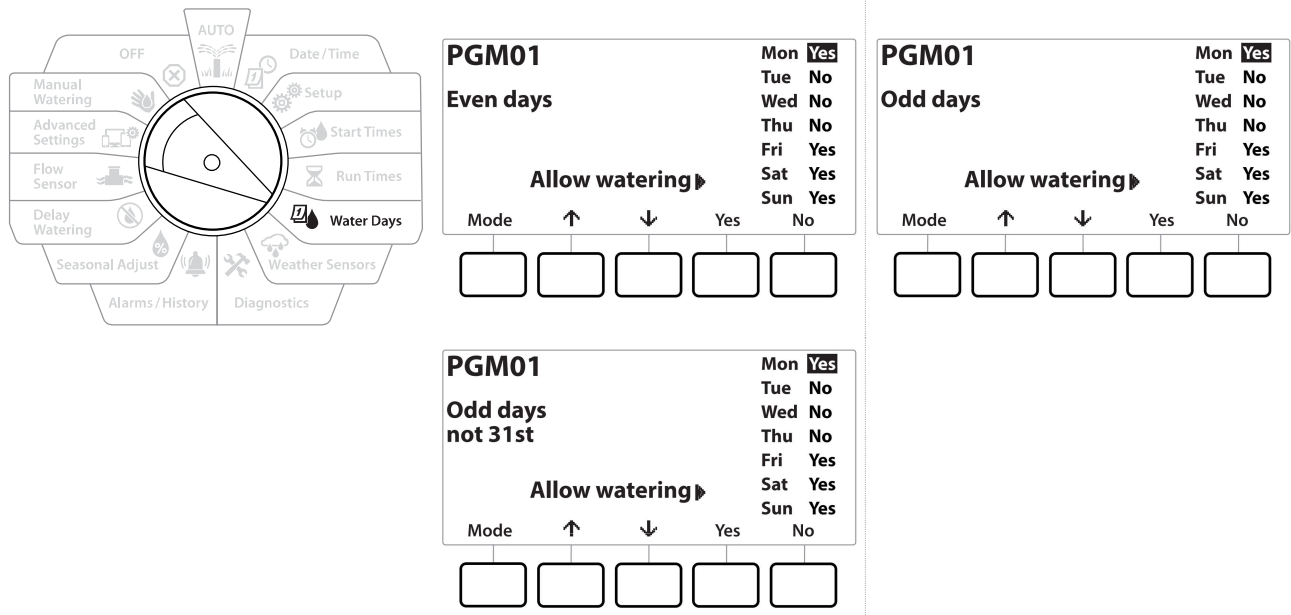 AUTO
OFF
Date / Time
Manual
Watering
Setup
Advanced
Settings
Start Times
Flow
Sensor
Run Times
Delay
Watering
Water Days
%
Seasonal Adjust
Weather Sensors
Alarms / History
Diagnostics
PGM01
Even days
Allow watering
Mon Yes
Tue No
Wed No
Thu No
Fri Yes
Sat Yes
Sun Yes
Mode ↑ ↓ Yes No
PGM01
Odd days
Allow watering
Mon Yes
Tue No
Wed No
Thu No
Fri Yes
Sat Yes
Sun Yes
Mode ↑ ↓ Yes No
PGM01
Odd days
not 31st
Allow watering
Mon Yes
Tue No
Wed No
Thu No
Fri Yes
Sat Yes
Sun Yes
Mode ↑ ↓ Yes No